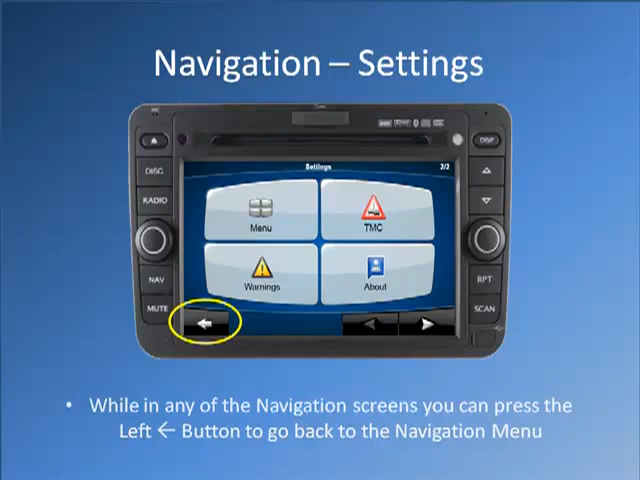 Navigation – Settings
DISP
DISC
RADIO
NAV
MUTE
RPT
SCAN
Settings
2/2
Menu
TMC
Warnings
About
• While in any of the Navigation screens you can press the
Left ← Button to go back to the Navigation Menu